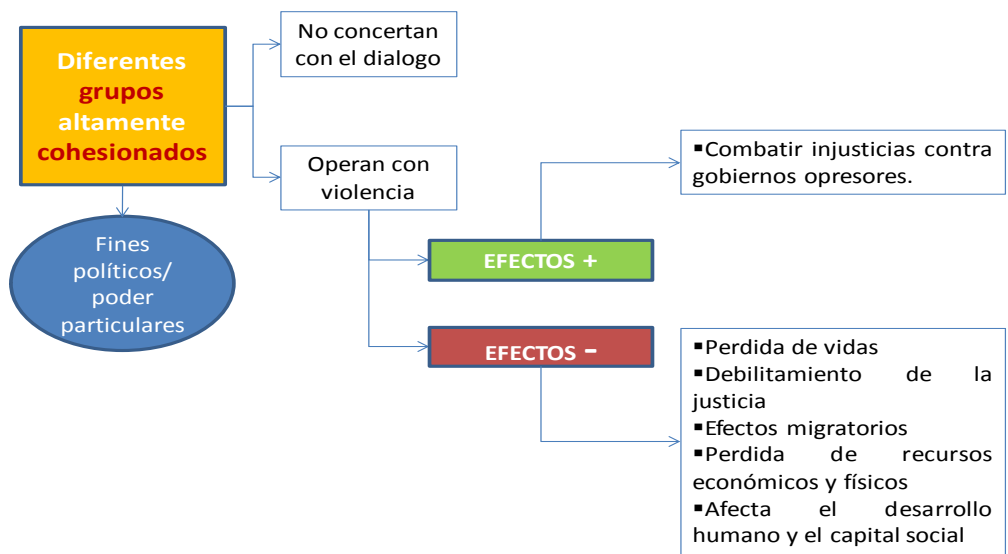 Diferentes
grupos
altamente
cohesionados
Fines
políticos/
poder
particulares
No concertan
con el dialogo
Operan con
violencia
EFECTOS +
▪Combatir injusticias contra
gobiernos opresores.
EFECTOS -
▪Perdida de vidas
▪Debilitamiento de la
justicia
▪Efectos migratorios
▪Perdida de recursos
económicos y físicos
▪Afecta el desarrollo
humano y el capital social